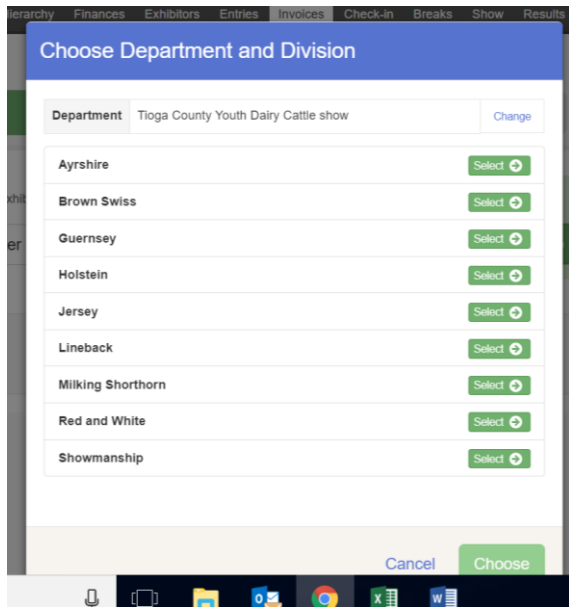 Finances Exhibitors Entries Invoices Check-in Breaks Show Results
Choose Department and Division
Department Tioga County Youth Dairy Cattle show Change
Ayrshire Select
Brown Swiss Select
Guernsey Select
Holstein Select
Jersey Select
Lineback Select
Milking Shorthorn Select
Red and White Select
Showmanship Select
Cancel Choose